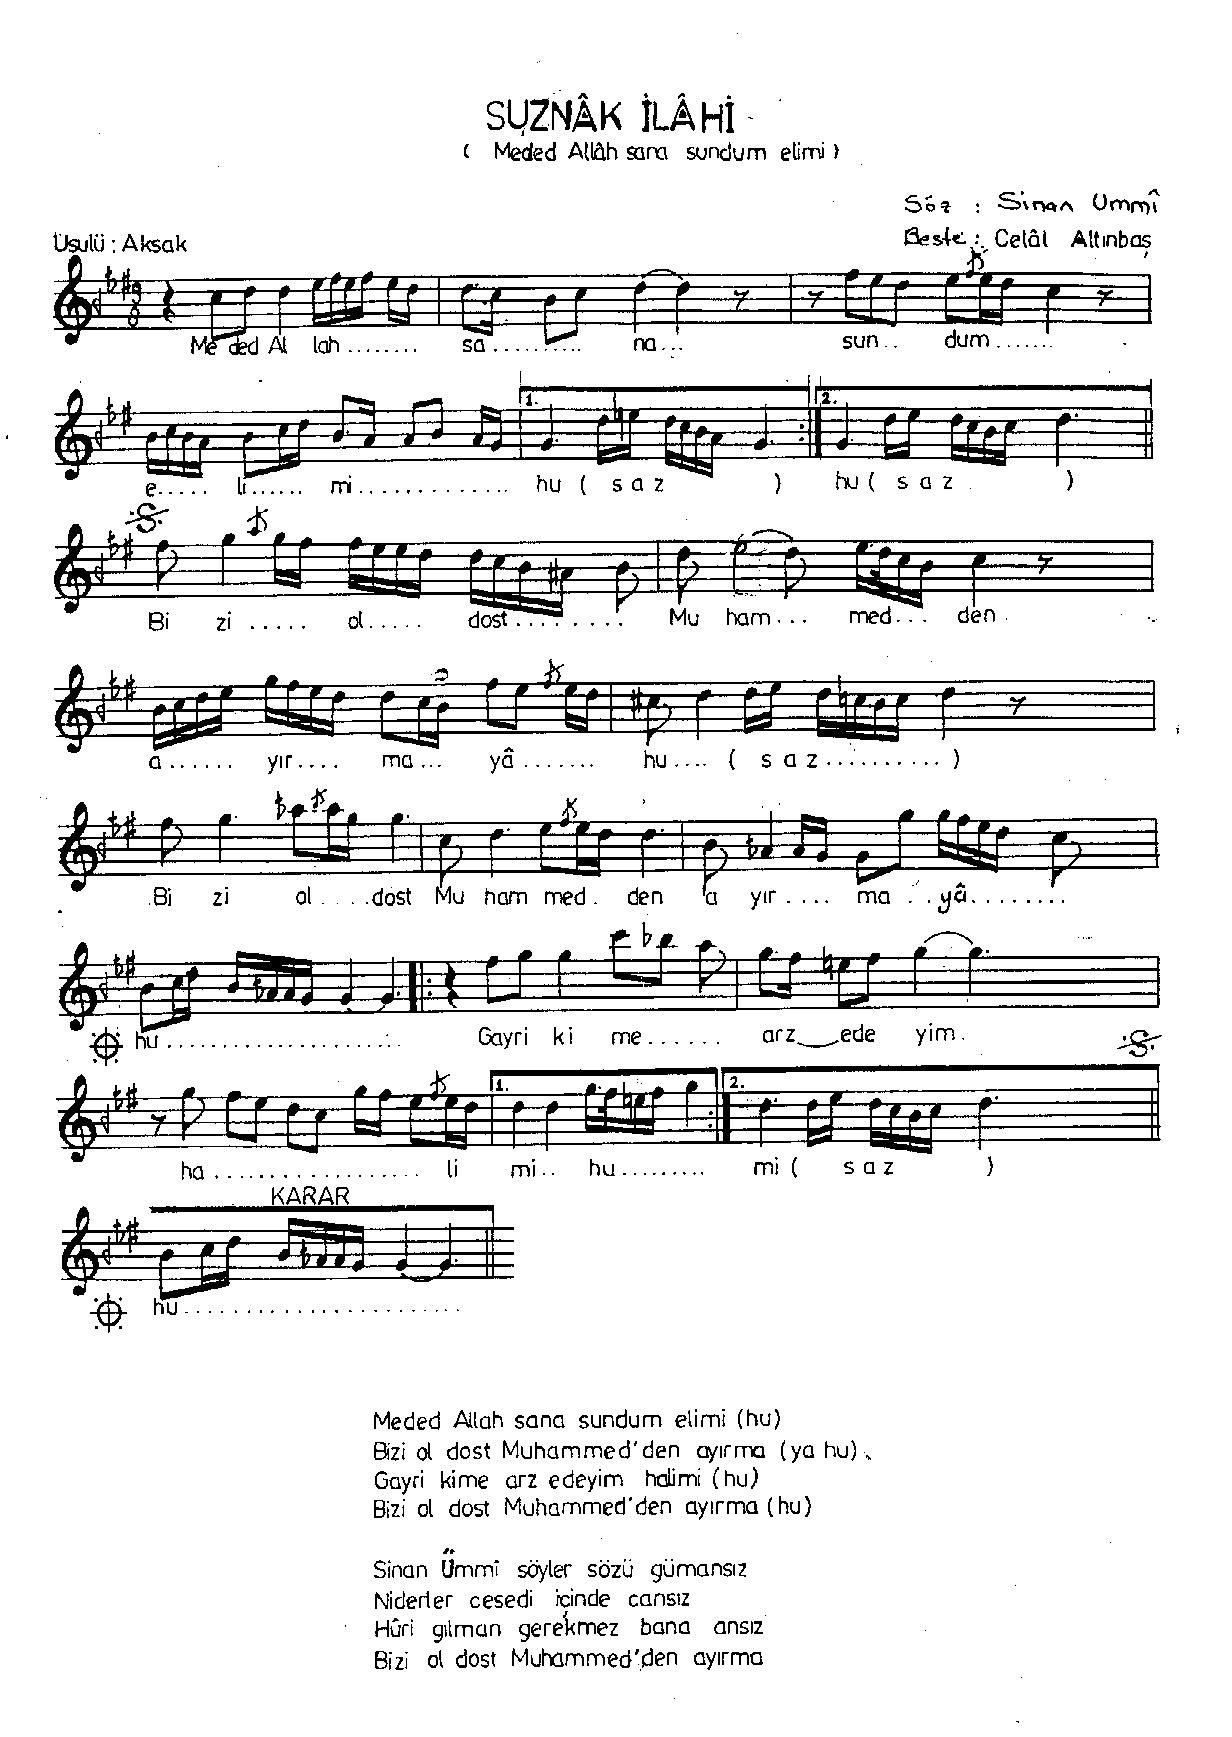 SUZNÂK İLÂHİ
( Meded Allâh sana sundum elimi )
Söz : Sinan Ummî
Usulü : Aksak
Beste : Celâl Altınbaş
9
8
Me ded Al lah ........ sa .......... na ... sun .. dum .......
1. 2.
e ..... li ...... mi ............. hu ( s a z ) hu ( s a z )
Bi zi ..... ol ..... dost ......... Mu ham ... med ... den
a ...... yır .... ma ... yâ ....... hu .... ( s a z .......... )
Bi zi ol .... dost Mu ham med . den a yır .... ma .. yâ ........
hu ..................... Gayri ki me ...... arz__ede yim .
1. 2.
ha .................. li mi .. hu ......... mi ( s a z )
KARAR
hu .......................
Meded Allah sana sundum elimi (hu)
Bizi ol dost Muhammed'den ayırma (ya hu)
Gayri kime arz edeyim halimi (hu)
Bizi ol dost Muhammed'den ayırma (hu)
Sinan Ümmî söyler sözü gümansız
Niderler cesedi içinde cansız
Hûri gılman gerekmez bana ansız
Bizi ol dost Muhammed'den ayırma